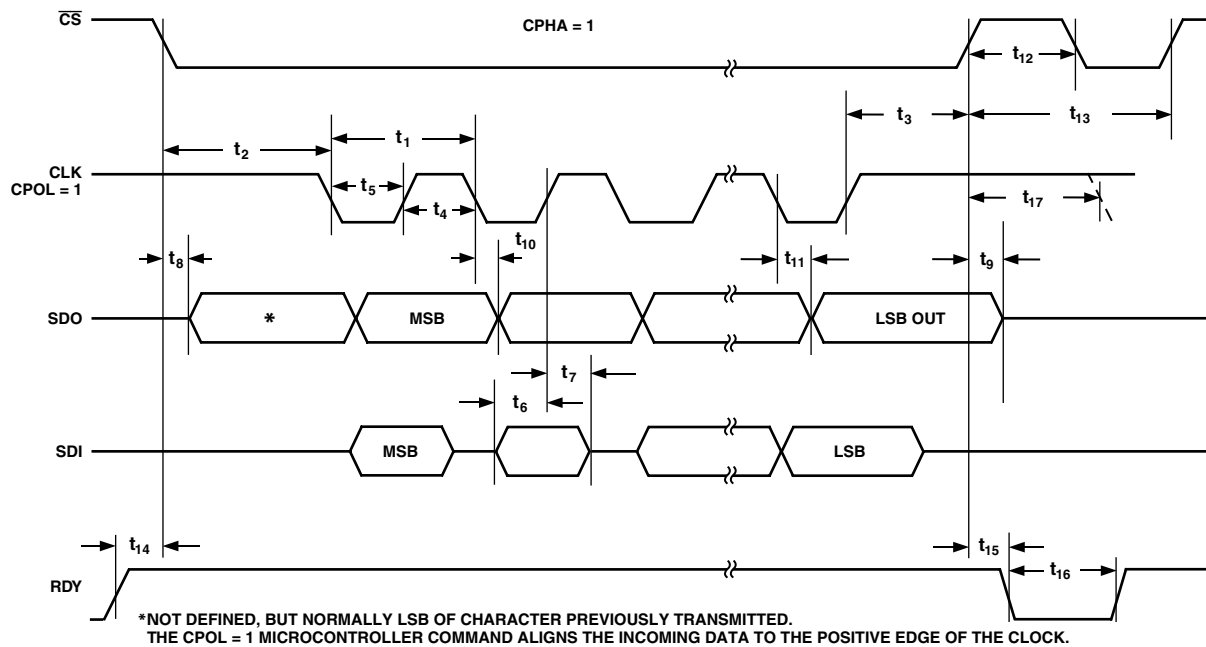 CS
CPHA = 1
t12
t3
t13
t1
t2
CLK
CPOL = 1
t5
t4
t17
t10
t8
t11
t9
SDO
*
MSB
LSB OUT
t7
t6
SDI
MSB
LSB
t14
t15
t16
RDY
*NOT DEFINED, BUT NORMALLY LSB OF CHARACTER PREVIOUSLY TRANSMITTED.
THE CPOL = 1 MICROCONTROLLER COMMAND ALIGNS THE INCOMING DATA TO THE POSITIVE EDGE OF THE CLOCK.